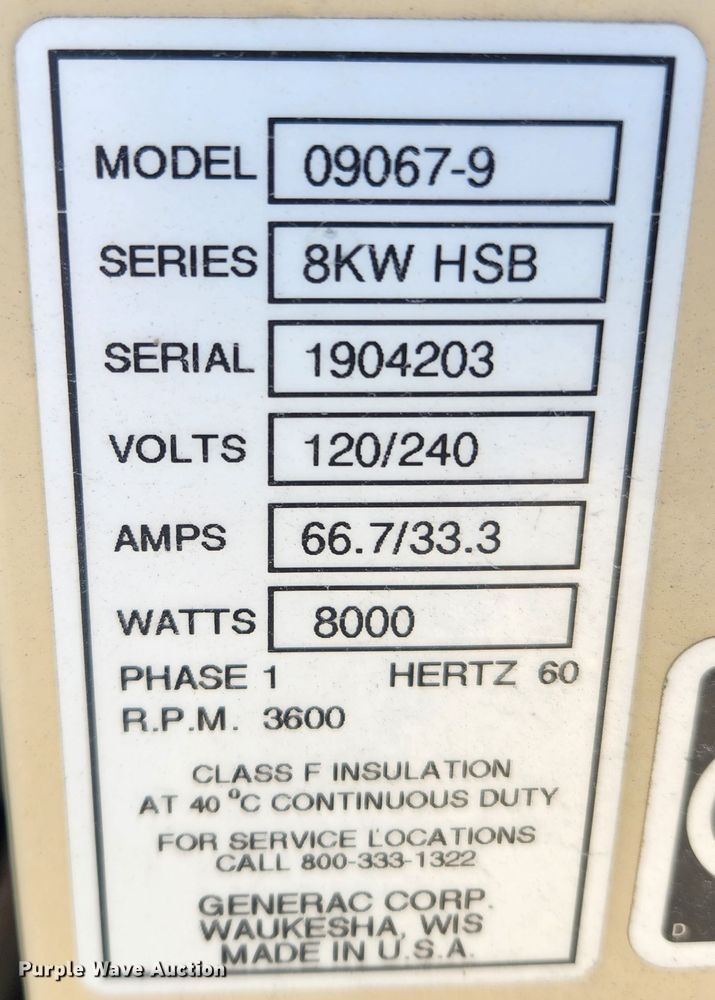 MODEL 09067-9
SERIES 8KW HSB
SERIAL 1904203
VOLTS 120/240
AMPS 66.7/33.3
WATTS 8000
PHASE 1 HERTZ 60
R.P.M. 3600
CLASS F INSULATION
AT 40 °C CONTINUOUS DUTY
FOR SERVICE LOCATIONS
CALL 800-333-1322
GENERAC CORP.
WAUKESHA, WIS
MADE IN U.S.A.
D
Purple Wave Auction